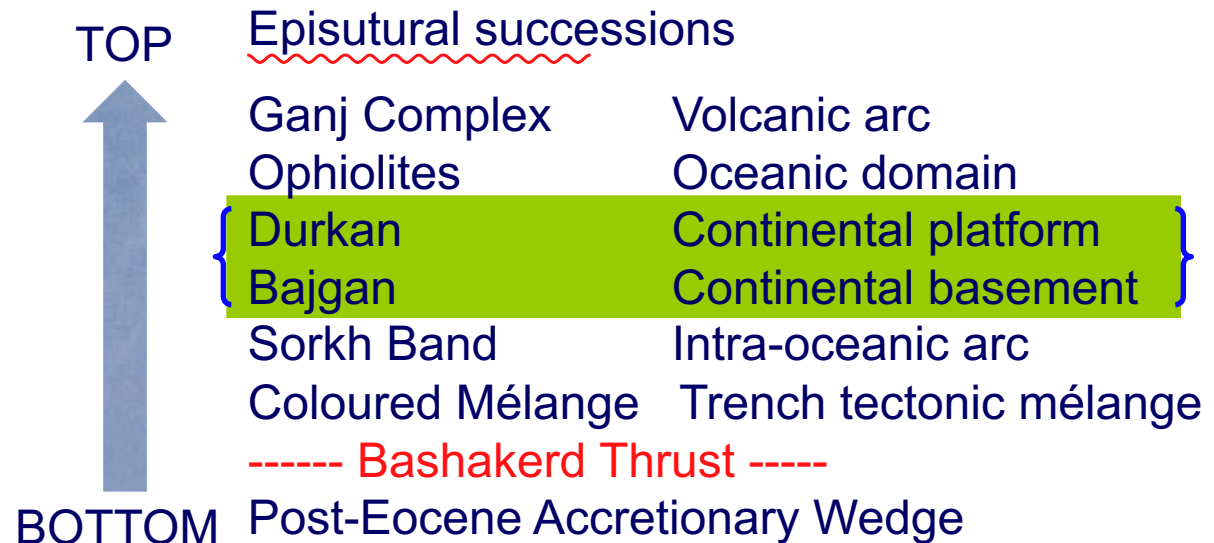 TOP Episutural successions
Ganj Complex Volcanic arc
Ophiolites Oceanic domain
Durkan Continental platform
Bajgan Continental basement
Sorkh Band Intra-oceanic arc
Coloured Mélange Trench tectonic mélange
------ Bashakerd Thrust -----
BOTTOM Post-Eocene Accretionary Wedge